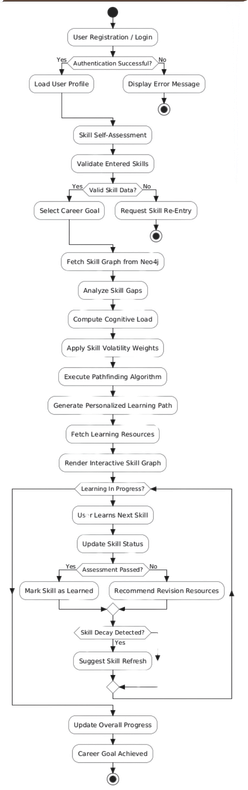 User Registration / Login
Yes
Authentication Successful?
No
Load User Profile
Display Error Message
Skill Self-Assessment
Validate Entered Skills
Yes
Valid Skill Data?
No
Select Career Goal
Request Skill Re-Entry
Fetch Skill Graph from Neo4j
Analyze Skill Gaps
Compute Cognitive Load
Apply Skill Volatility Weights
Execute Pathfinding Algorithm
Generate Personalized Learning Path
Fetch Learning Resources
Render Interactive Skill Graph
Learning In Progress?
User Learns Next Skill
Update Skill Status
Yes
Assessment Passed?
No
Mark Skill as Learned
Recommend Revision Resources
Skill Decay Detected?
Yes
Suggest Skill Refresh
Update Overall Progress
Career Goal Achieved